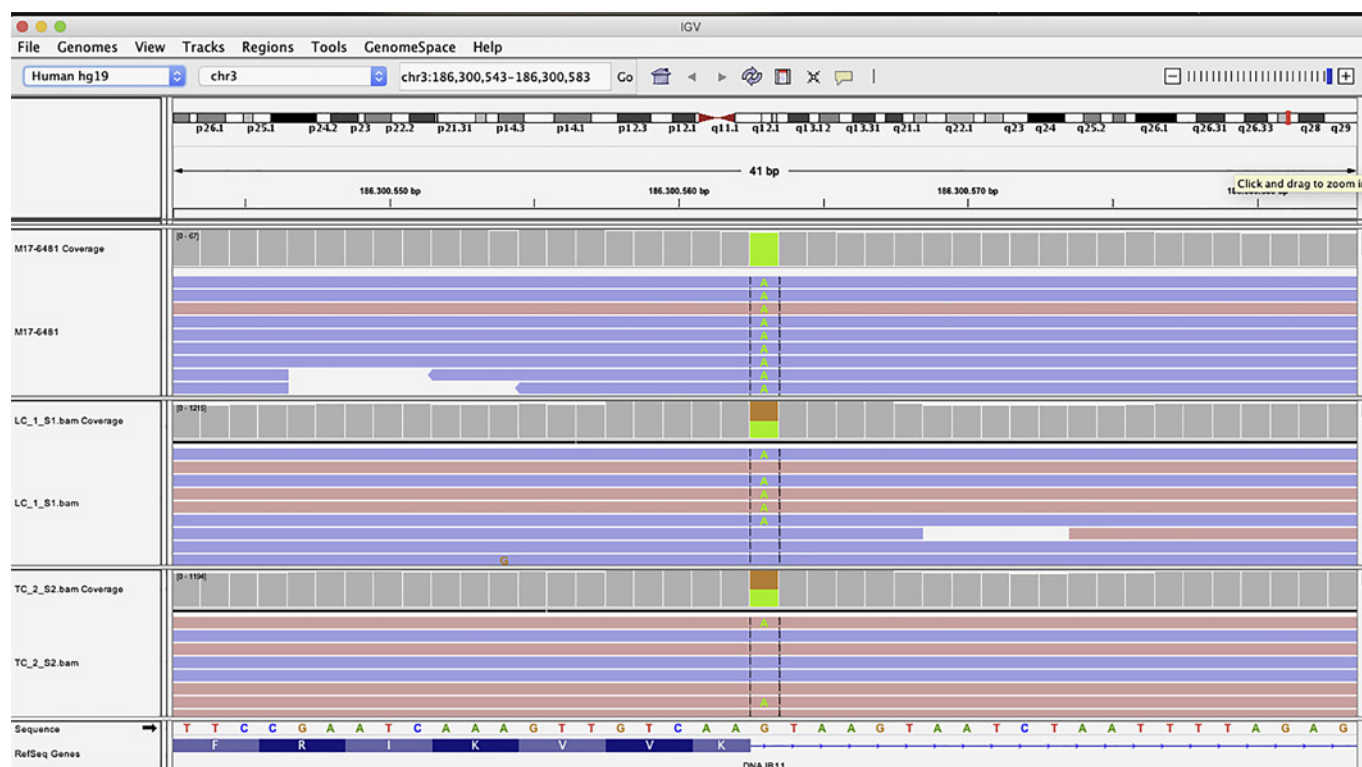 IGV
File Genomes View Tracks Regions Tools GenomeSpace Help
Human hg19 chr3 chr3:186,300,543-186,300,583 Go
p26.1 p25.1 p24.2 p23 p22.2 p21.31 p14.3 p14.1 p12.3 p12.1 q11.1 q12.1 q13.12 q13.31 q21.1 q22.1 q23 q24 q25.2 q26.1 q26.31 q26.33 q28 q29
41 bp
186.300.550 bp 186.300.560 bp 186.300.570 bp
Click and drag to zoom i
M17-6481 Coverage
[0 - 67]
A
A
A
A
A
M17-6481
A
A
A
A
LC_1_S1.bam Coverage
[0 - 1215]
A
A
A
A
LC_1_S1.bam
A
A
G
TC_2_S2.bam Coverage
[0 - 1194]
A
TC_2_S2.bam
A
Sequence T T C C G A A T C A A A G T T G T C A A G T A A G T A A T C T A A T T T T A G A G
RefSeq Genes F R I K V V K
DNAJB11